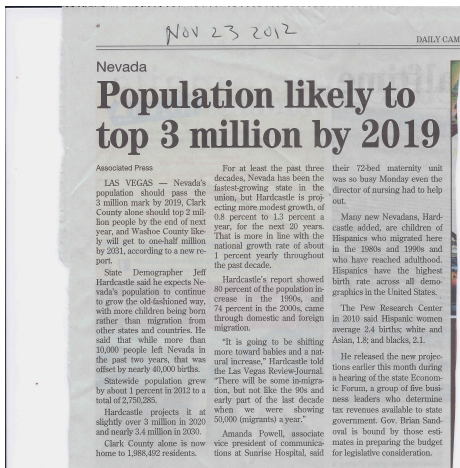 NOV 23 2012
DAILY CAM
Nevada
Population likely to
top 3 million by 2019
Associated Press
LAS VEGAS — Nevada's
population should pass the
3 million mark by 2019, Clark
County alone should top 2 mil-
lion people by the end of next
year, and Washoe County like-
ly will get to one-half million
by 2031, according to a new re-
port.
State Demographer Jeff
Hardcastle said he expects Ne-
vada's population to continue
to grow the old-fashioned way,
with more children being born
rather than migration from
other states and countries. He
said that while more than
10,000 people left Nevada in
the past two years, that was
offset by nearly 40,000 births.
Statewide population grew
by about 1 percent in 2012 to a
total of 2,750,285.
Hardcastle projects it at
slightly over 3 million in 2020
and nearly 3.4 million in 2030.
Clark County alone is now
home to 1,988,492 residents.
For at least the past three
decades, Nevada has been the
fastest-growing state in the
union, but Hardcastle is proj-
ecting more modest growth, of
0.8 percent to 1.3 percent a
year, for the next 20 years.
That is more in line with the
national growth rate of about
1 percent yearly throughout
the past decade.
Hardcastle's report showed
80 percent of the population in-
crease in the 1990s, and
74 percent in the 2000s, came
through domestic and foreign
migration.
"It is going to be shifting
more toward babies and a nat-
ural increase," Hardcastle told
the Las Vegas Review-Journal.
"There will be some in-migra-
tion, but not like the 90s and
early part of the last decade
when we were showing
50,000 (migrants) a year."
Amanda Powell, associate
vice president of communica-
tions at Sunrise Hospital, said
their 72-bed maternity unit
was so busy Monday even the
director of nursing had to help
out.
Many new Nevadans, Hard-
castle added, are children of
Hispanics who migrated here
in the 1980s and 1990s and
who have reached adulthood.
Hispanics have the highest
birth rate across all demo-
graphics in the United States.
The Pew Research Center
in 2010 said Hispanic women
average 2.4 births; white and
Asian, 1.8; and blacks, 2.1.
He released the new projec-
tions earlier this month during
a hearing of the state Econom-
ic Forum, a group of five busi-
ness leaders who determine
tax revenues available to state
government. Gov. Brian Sand-
oval is bound by those esti-
mates in preparing the budget
for legislative consideration.